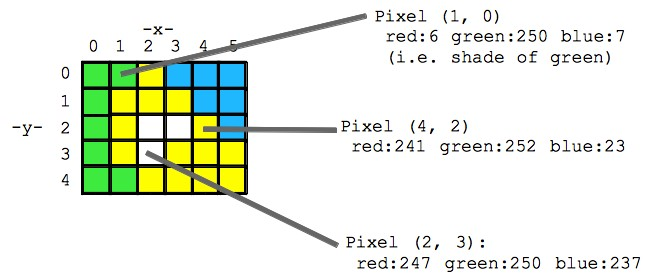 Pixel (1, 0)
red:6 green:250 blue:7
(i.e. shade of green)
-x-
0 1 2 3 4 5
0
1
-y- 2
3
4
Pixel (4, 2)
red:241 green:252 blue:23
Pixel (2, 3):
red:247 green:250 blue:237